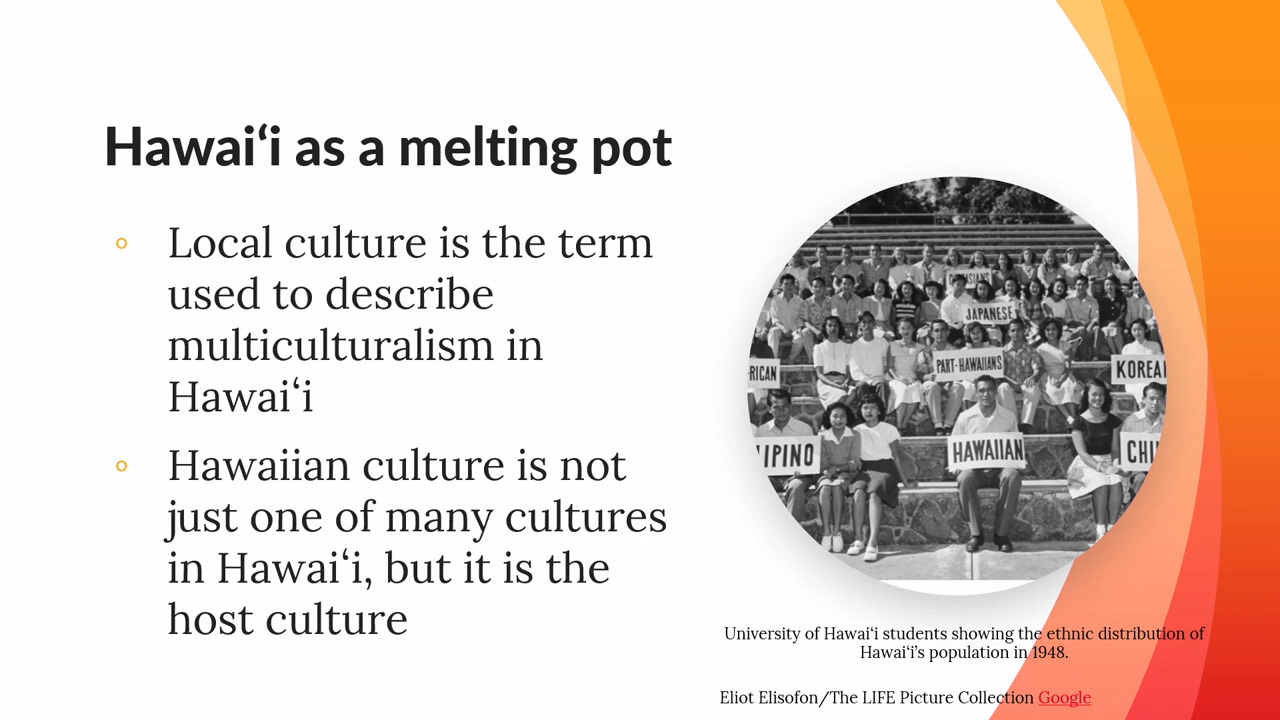 Hawaiʻi as a melting pot
Local culture is the term
used to describe
multiculturalism in
Hawaiʻi
Hawaiian culture is not
just one of many cultures
in Hawaiʻi, but it is the
host culture
JAPANESE
PART-HAWAIIANS
RICAN
KOREA
IPINO
HAWAIIAN
CHI
University of Hawaiʻi students showing the ethnic distribution of
Hawaiʻi’s population in 1948.
Eliot Elisofon/The LIFE Picture Collection Google